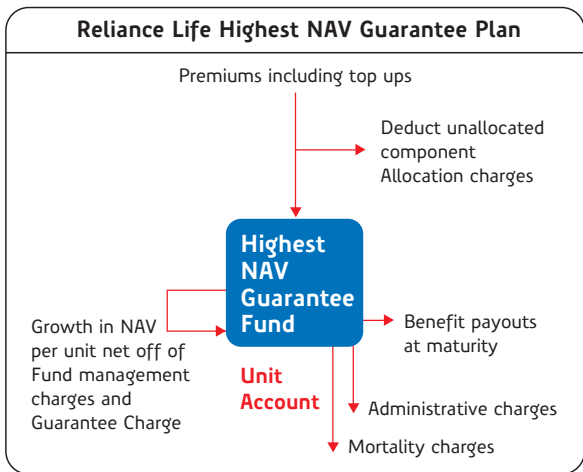 Reliance Life Highest NAV Guarantee Plan
Premiums including top ups
Deduct unallocated
component
Allocation charges
Highest
NAV
Guarantee
Fund
Growth in NAV
per unit net off of
Fund management
charges and
Guarantee Charge
Benefit payouts
at maturity
Unit
Account
Administrative charges
Mortality charges